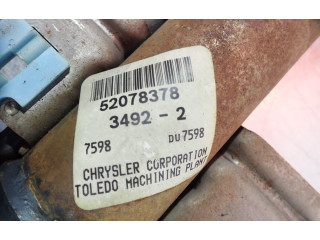 52078378
3492 - 2
7598 DU7598
CHRYSLER CORPORATION
TOLEDO MACHINING PLANT